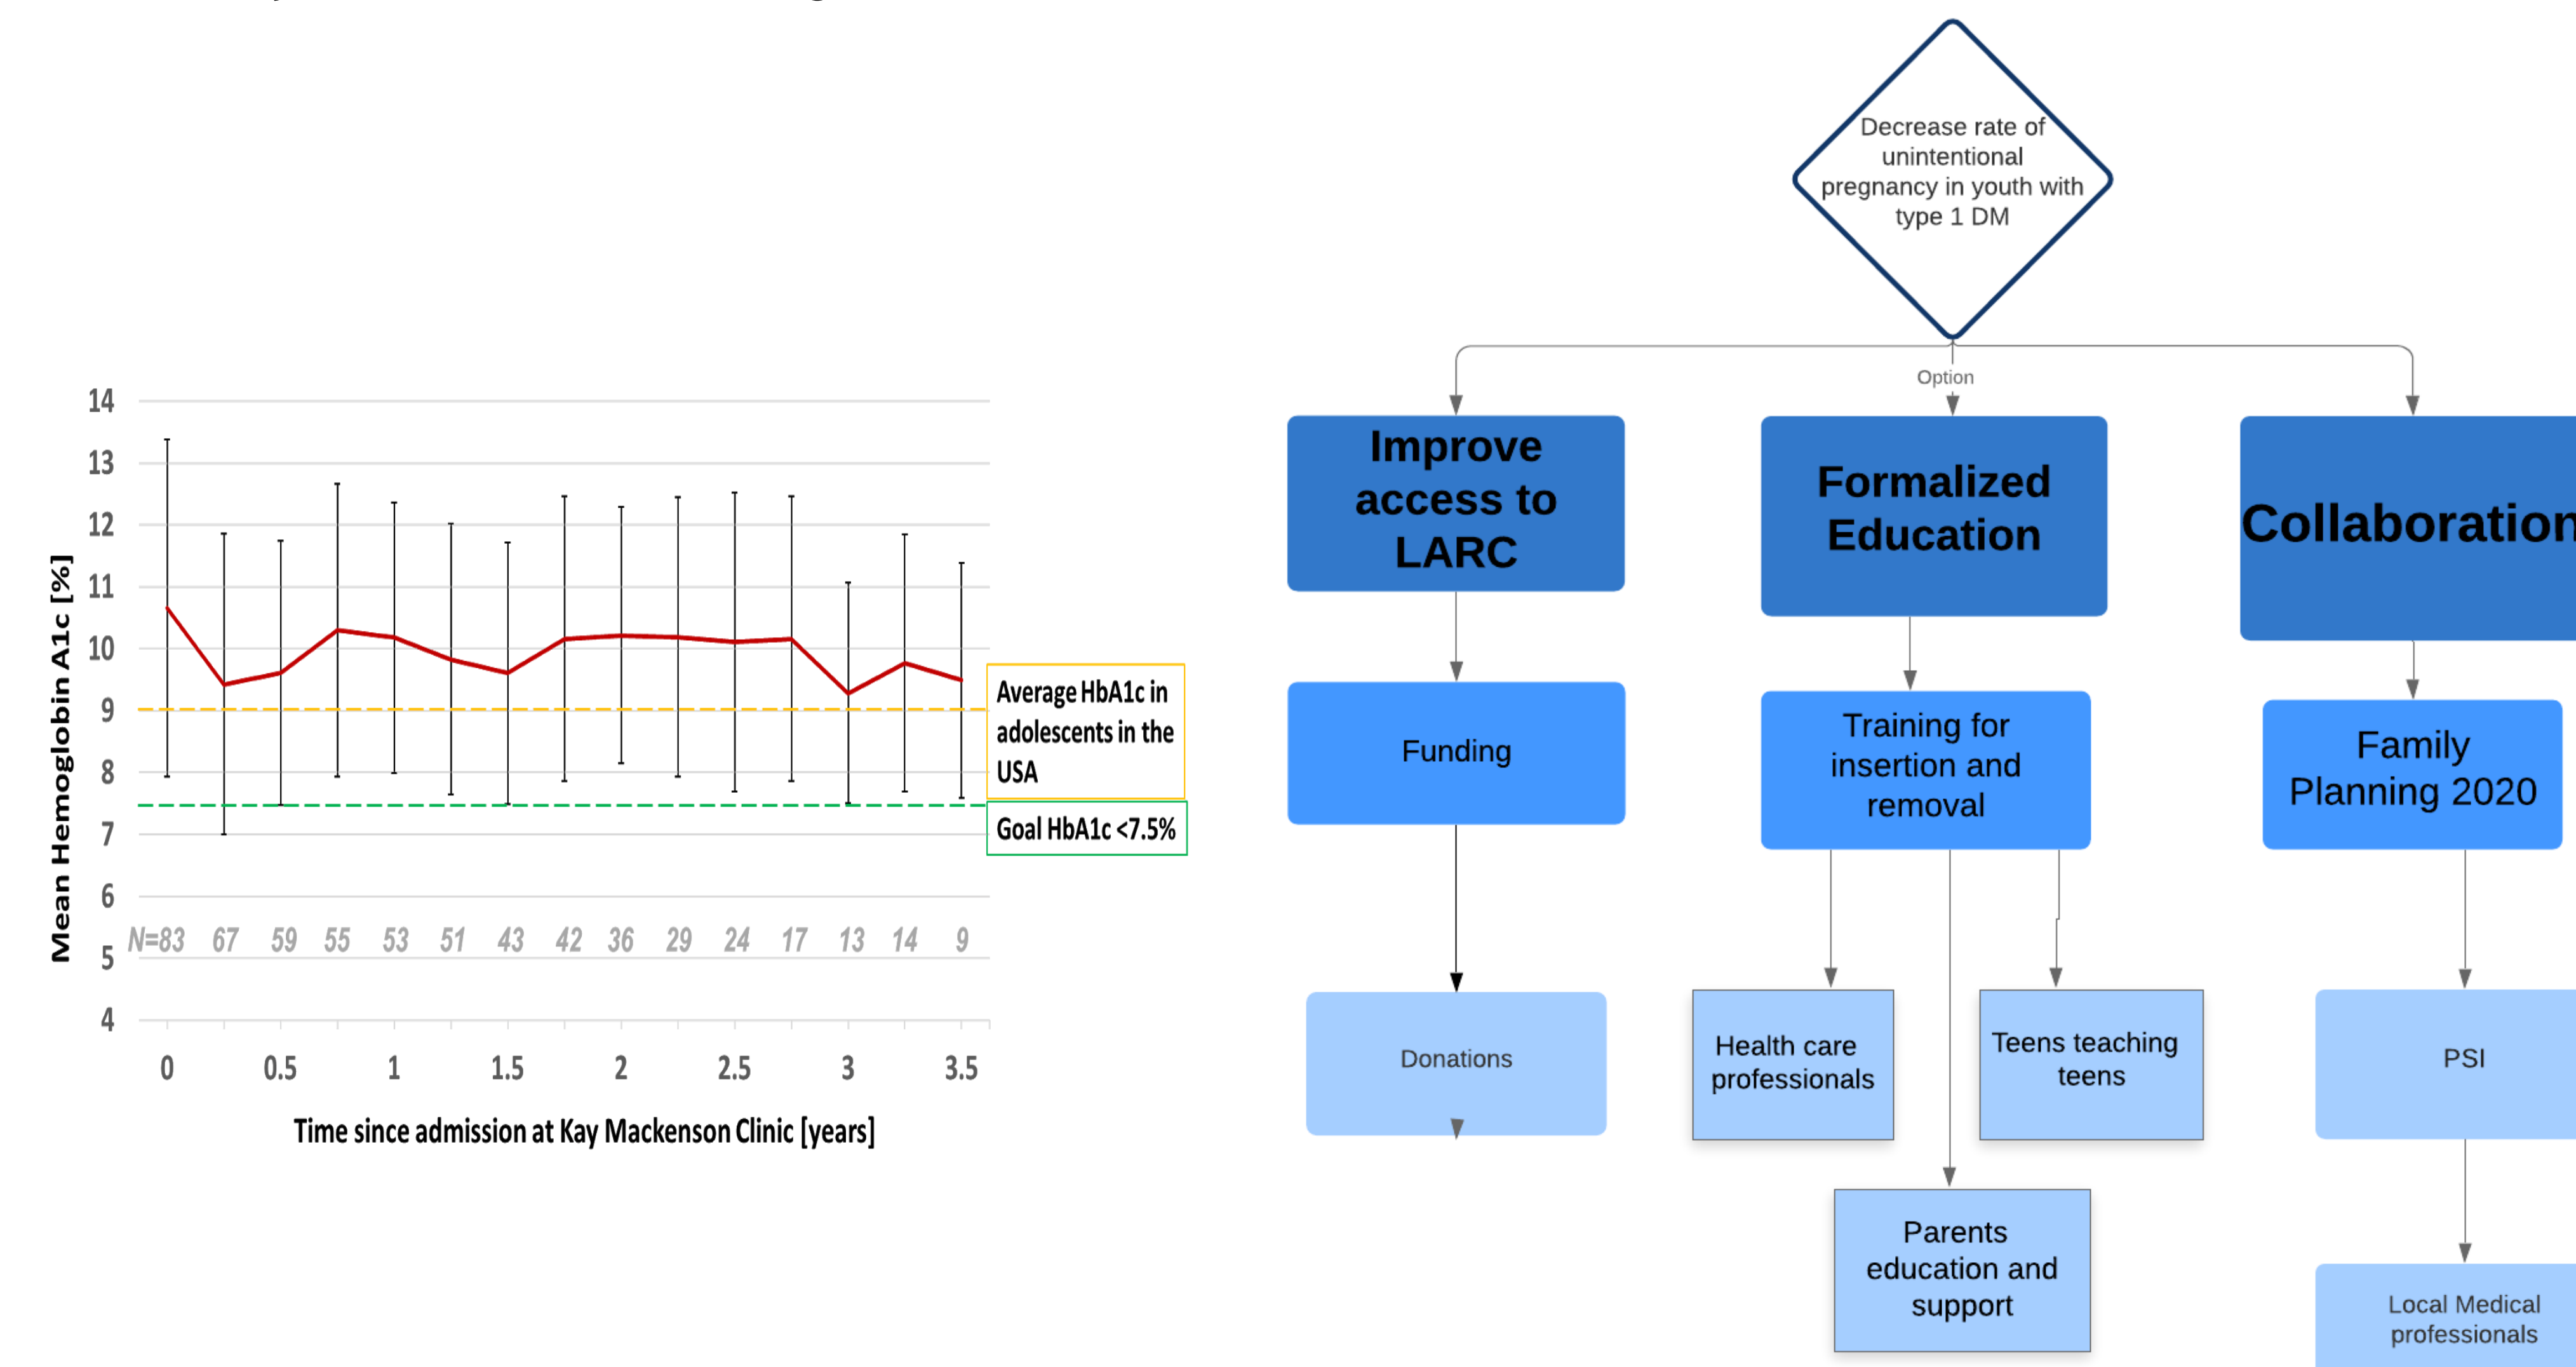 14
13
12
11
10
9
8
7
6
5
4
Mean Hemoglobin A1c [%]
N=83 67 59 55 53 51 43 42 36 29 24 17 13 14 9
0 0.5 1 1.5 2 2.5 3 3.5
Time since admission at Kay Mackenson Clinic [years]
Average HbA1c in
adolescents in the
USA
Goal HbA1c <7.5%
Decrease rate of
unintentional
pregnancy in youth with
type 1 DM
Option
Improve
access to
LARC
Formalized
Education
Collaboration
Funding
Training for
insertion and
removal
Family
Planning 2020
Donations
Health care
professionals
Teens teaching
teens
PSI
Parents
education and
support
Local Medical
professionals